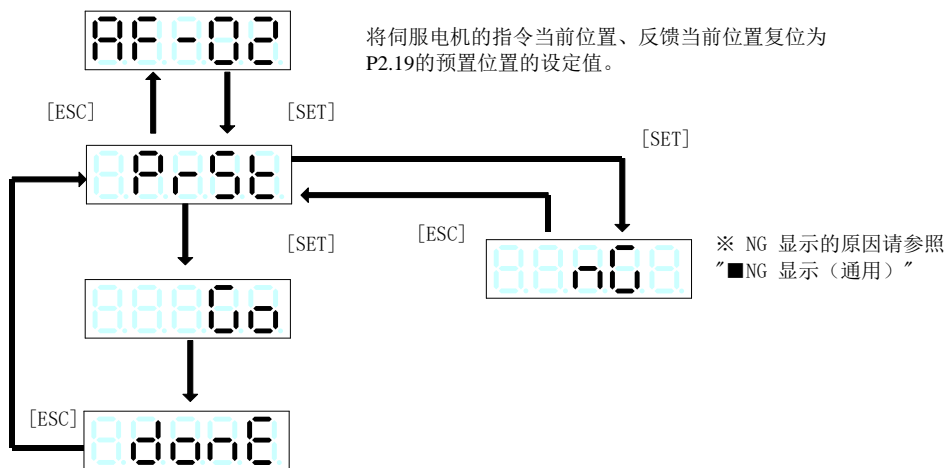 AF-02
将伺服电机的指令当前位置、反馈当前位置复位为
P2.19的预置位置的设定值。
[ESC]
[SET]
[SET]
PrSt
[SET]
[ESC]
nG
※ NG 显示的原因请参照
"■NG 显示（通用）"
Go
[ESC]
donE